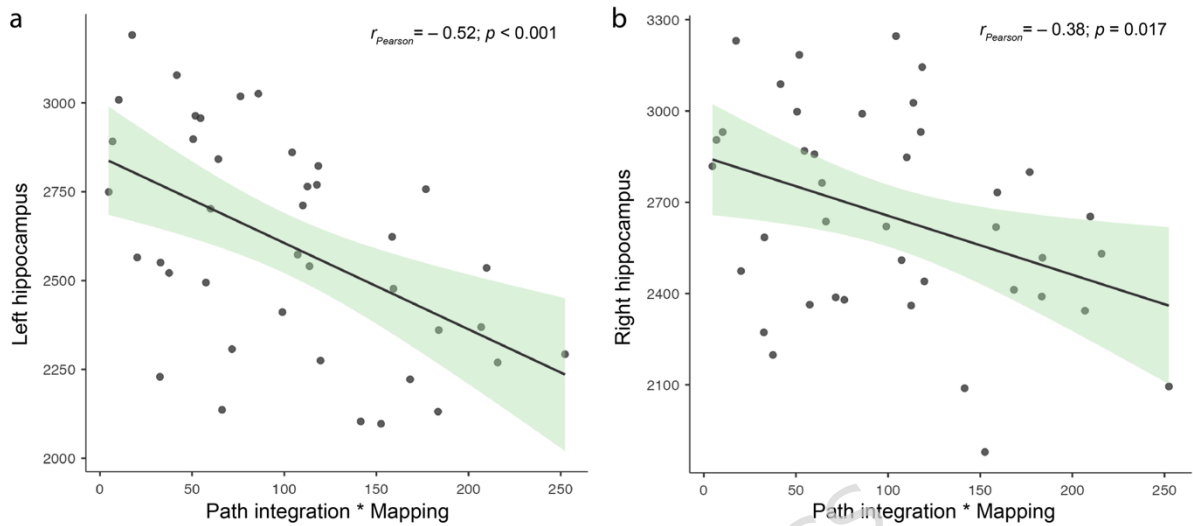 a
r Pearson = – 0.52; p < 0.001
3000
2750
2500
2250
2000
Left hippocampus
0 50 100 150 200 250
Path integration * Mapping
b
r Pearson = – 0.38; p = 0.017
3300
3000
2700
2400
2100
Right hippocampus
0 50 100 150 200 250
Path integration * Mapping